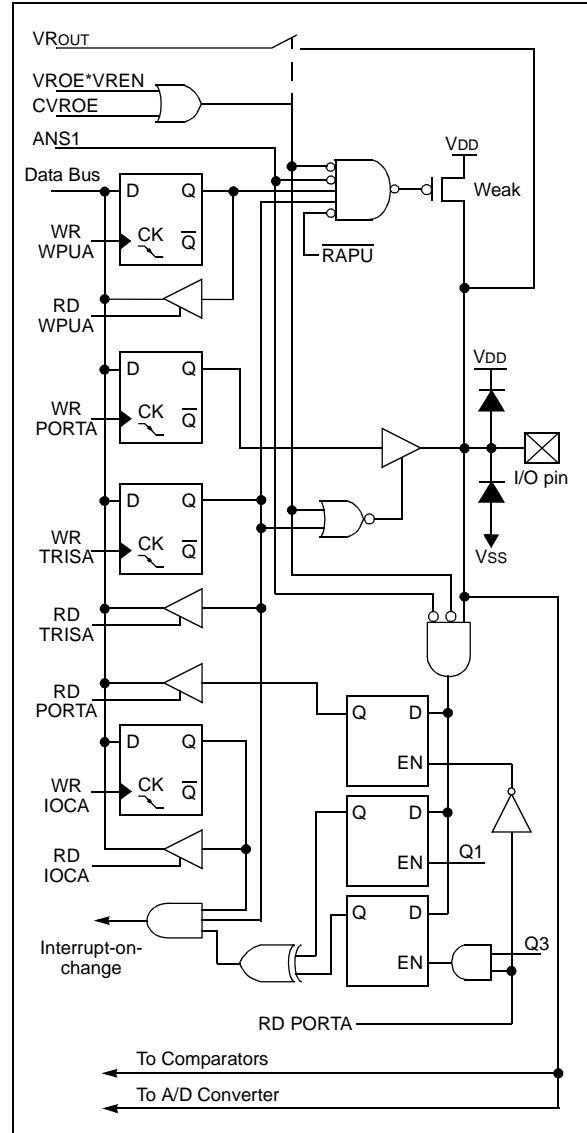 VROUT
VROE*VREN
CVROE
ANS1
VDD
Data Bus
D Q
Weak
WR
WPUA
CK Q
RAPU
RD
WPUA
VDD
D Q
WR
PORTA
CK Q
I/O pin
D Q
WR
TRISA
CK Q
VSS
RD
TRISA
RD
PORTA
Q D
D Q
EN
WR
IOCA
CK Q
Q D
RD
IOCA
EN Q1
Q D
Interrupt-on-
change
EN Q3
RD PORTA
To Comparators
To A/D Converter